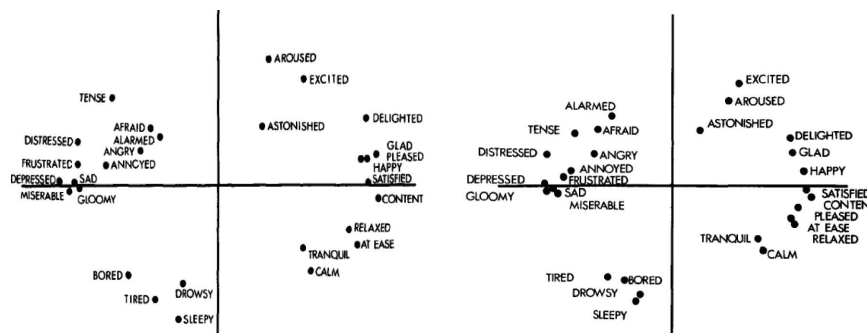 AROUSED
EXCITED
TENSE
AFRAID
ALARMED
ASTONISHED
DELIGHTED
DISTRESSED
ANGRY
GLAD
FRUSTRATED
ANNOYED
PLEASED
HAPPY
DEPRESSED
SAD
SATISFIED
MISERABLE
GLOOMY
CONTENT
RELAXED
AT EASE
TRANQUIL
CALM
BORED
DROWSY
TIRED
SLEEPY
EXCITED
ALARMED
AROUSED
TENSE
AFRAID
ASTONISHED
DELIGHTED
DISTRESSED
ANGRY
GLAD
ANNOYED
HAPPY
DEPRESSED
FRUSTRATED
GLOOMY
SAD
SATISFIED
MISERABLE
CONTENT
PLEASED
AT EASE
TRANQUIL
RELAXED
CALM
TIRED
BORED
DROWSY
SLEEPY